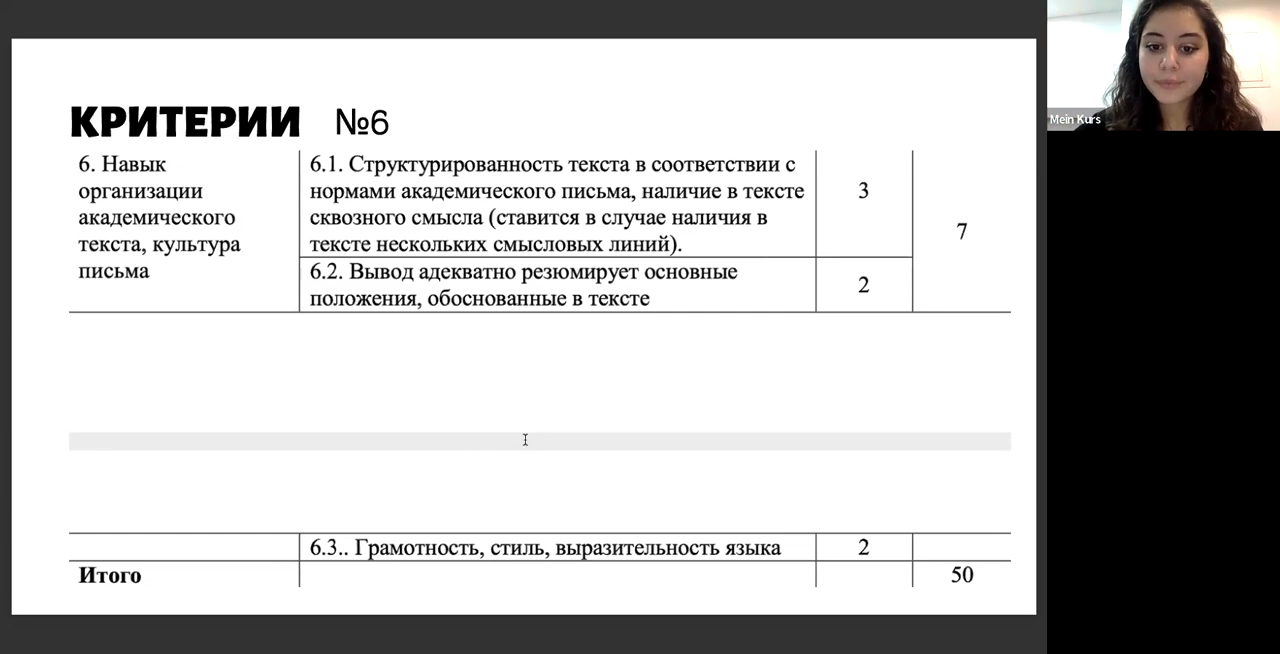 КРИТЕРИИ №6
6. Навык
организации
академического
текста, культура
письма
6.1. Структурированность текста в соответствии с
нормами академического письма, наличие в тексте
сквозного смысла (ставится в случае наличия в
тексте нескольких смысловых линий).
3
7
6.2. Вывод адекватно резюмирует основные
положения, обоснованные в тексте
2
6.3.. Грамотность, стиль, выразительность языка
2
Итого
50
Mein Kurs